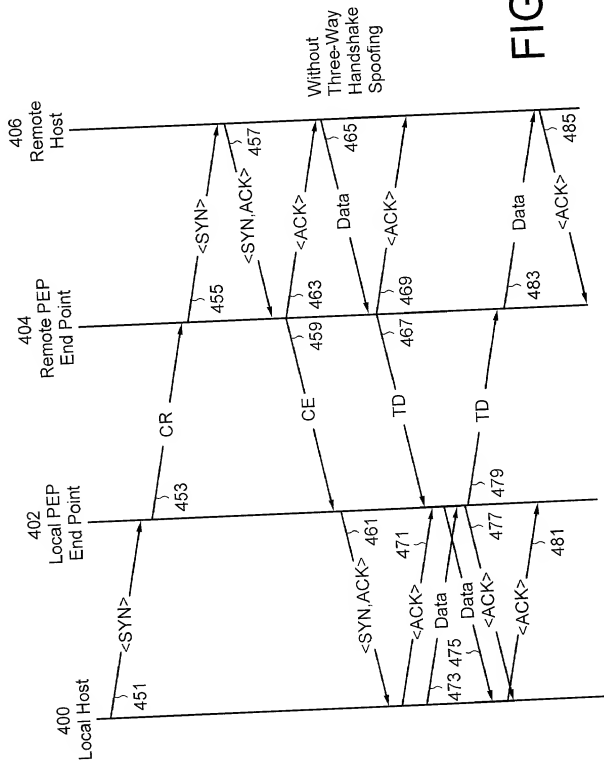 400
Local Host
402
Local PEP
End Point
404
Remote PEP
End Point
406
Remote
Host
<SYN>
451
CR
453
<SYN>
455
457
<SYN,ACK>
Without
Three-Way
Handshake
Spoofing
CE
459
463
<ACK>
465
Data
461
<SYN,ACK>
TD
467
469
<ACK>
471
<ACK>
473
Data
475
Data
477
<ACK>
479
TD
481
<ACK>
483
Data
485
<ACK>
FIG